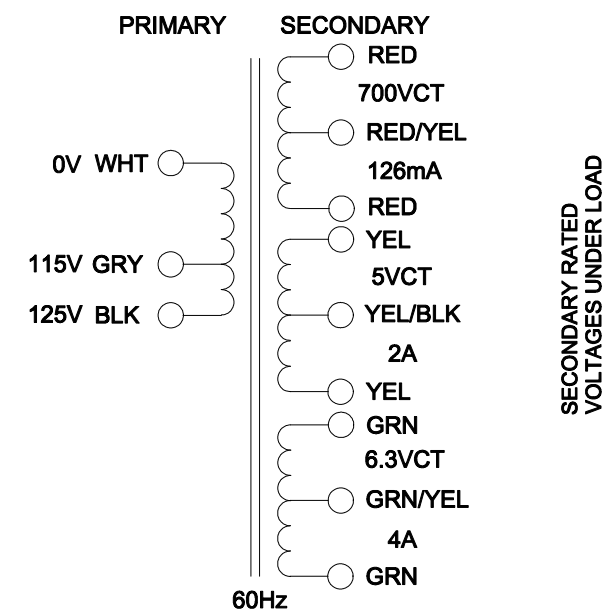 PRIMARY
SECONDARY
RED
700VCT
RED/YEL
126mA
RED
0V WHT
115V GRY
125V BLK
YEL
5VCT
YEL/BLK
2A
YEL
GRN
6.3VCT
GRN/YEL
4A
GRN
60Hz
SECONDARY RATED
VOLTAGES UNDER LOAD